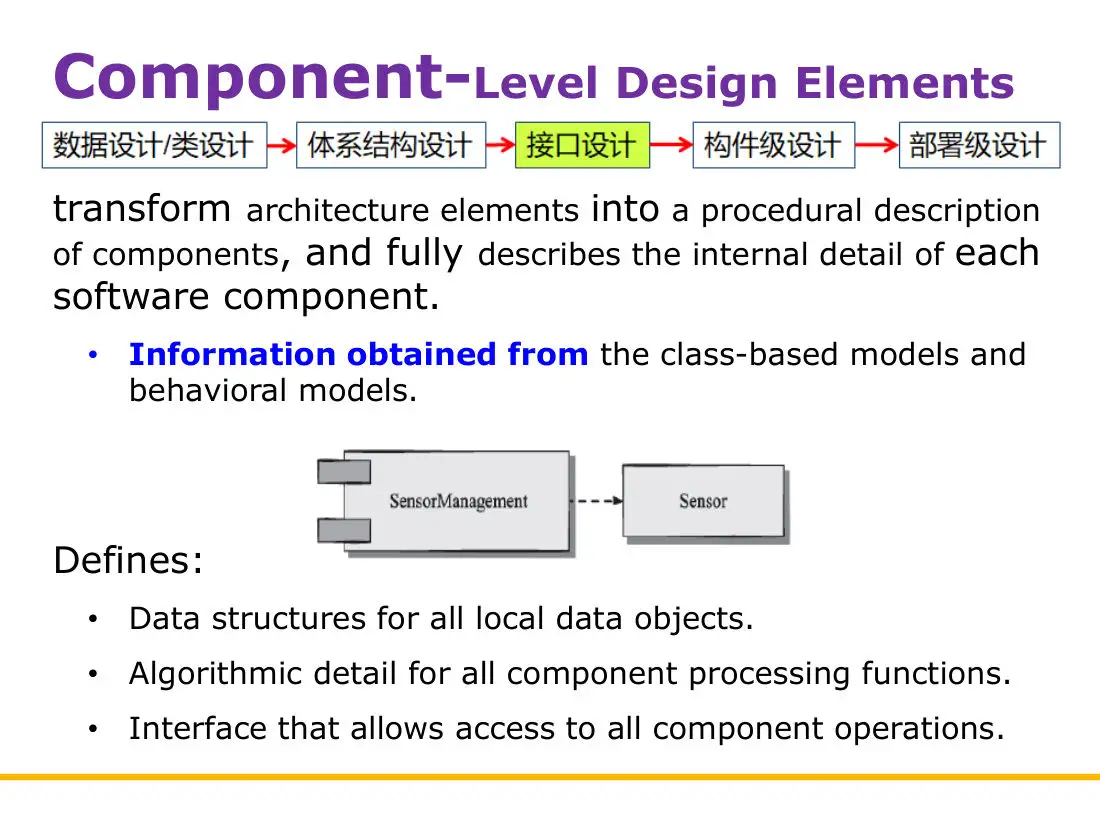 Component-Level Design Elements
数据设计/类设计 体系结构设计 接口设计 构件级设计 部署级设计
transform architecture elements into a procedural description
of components, and fully describes the internal detail of each
software component.
• Information obtained from the class-based models and
behavioral models.
SensorManagement Sensor
Defines:
• Data structures for all local data objects.
• Algorithmic detail for all component processing functions.
• Interface that allows access to all component operations.